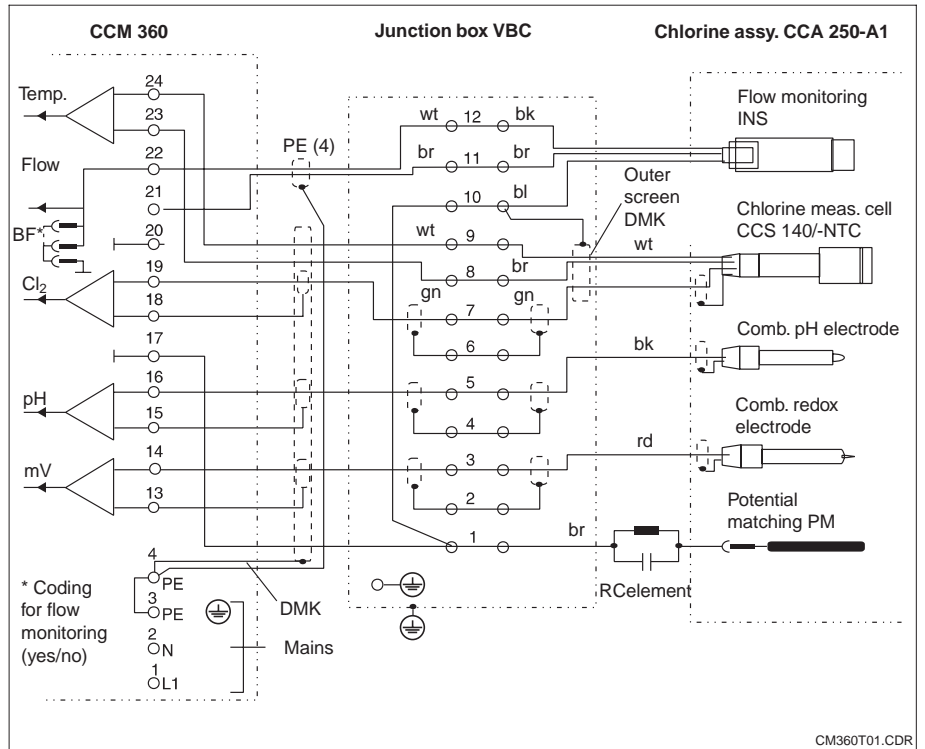 CCM 360
Junction box VBC
Chlorine assy. CCA 250-A1
Temp.
24
23
22
Flow
21
BF*
20
Cl2
19
18
17
pH
16
15
mV
14
13
4
PE
3
PE
2
N
1
L1
* Coding
for flow
monitoring
(yes/no)
Mains
DMK
PE (4)
wt 12 bk
br 11 br
10 bl
wt 9
8 br
gn 7 gn
6
5
4
3
2
1
Outer
screen
DMK
wt
bk
rd
br
RCelement
Flow monitoring
INS
Chlorine meas. cell
CCS 140/-NTC
Comb. pH electrode
Comb. redox
electrode
Potential
matching PM
CM360T01.CDR